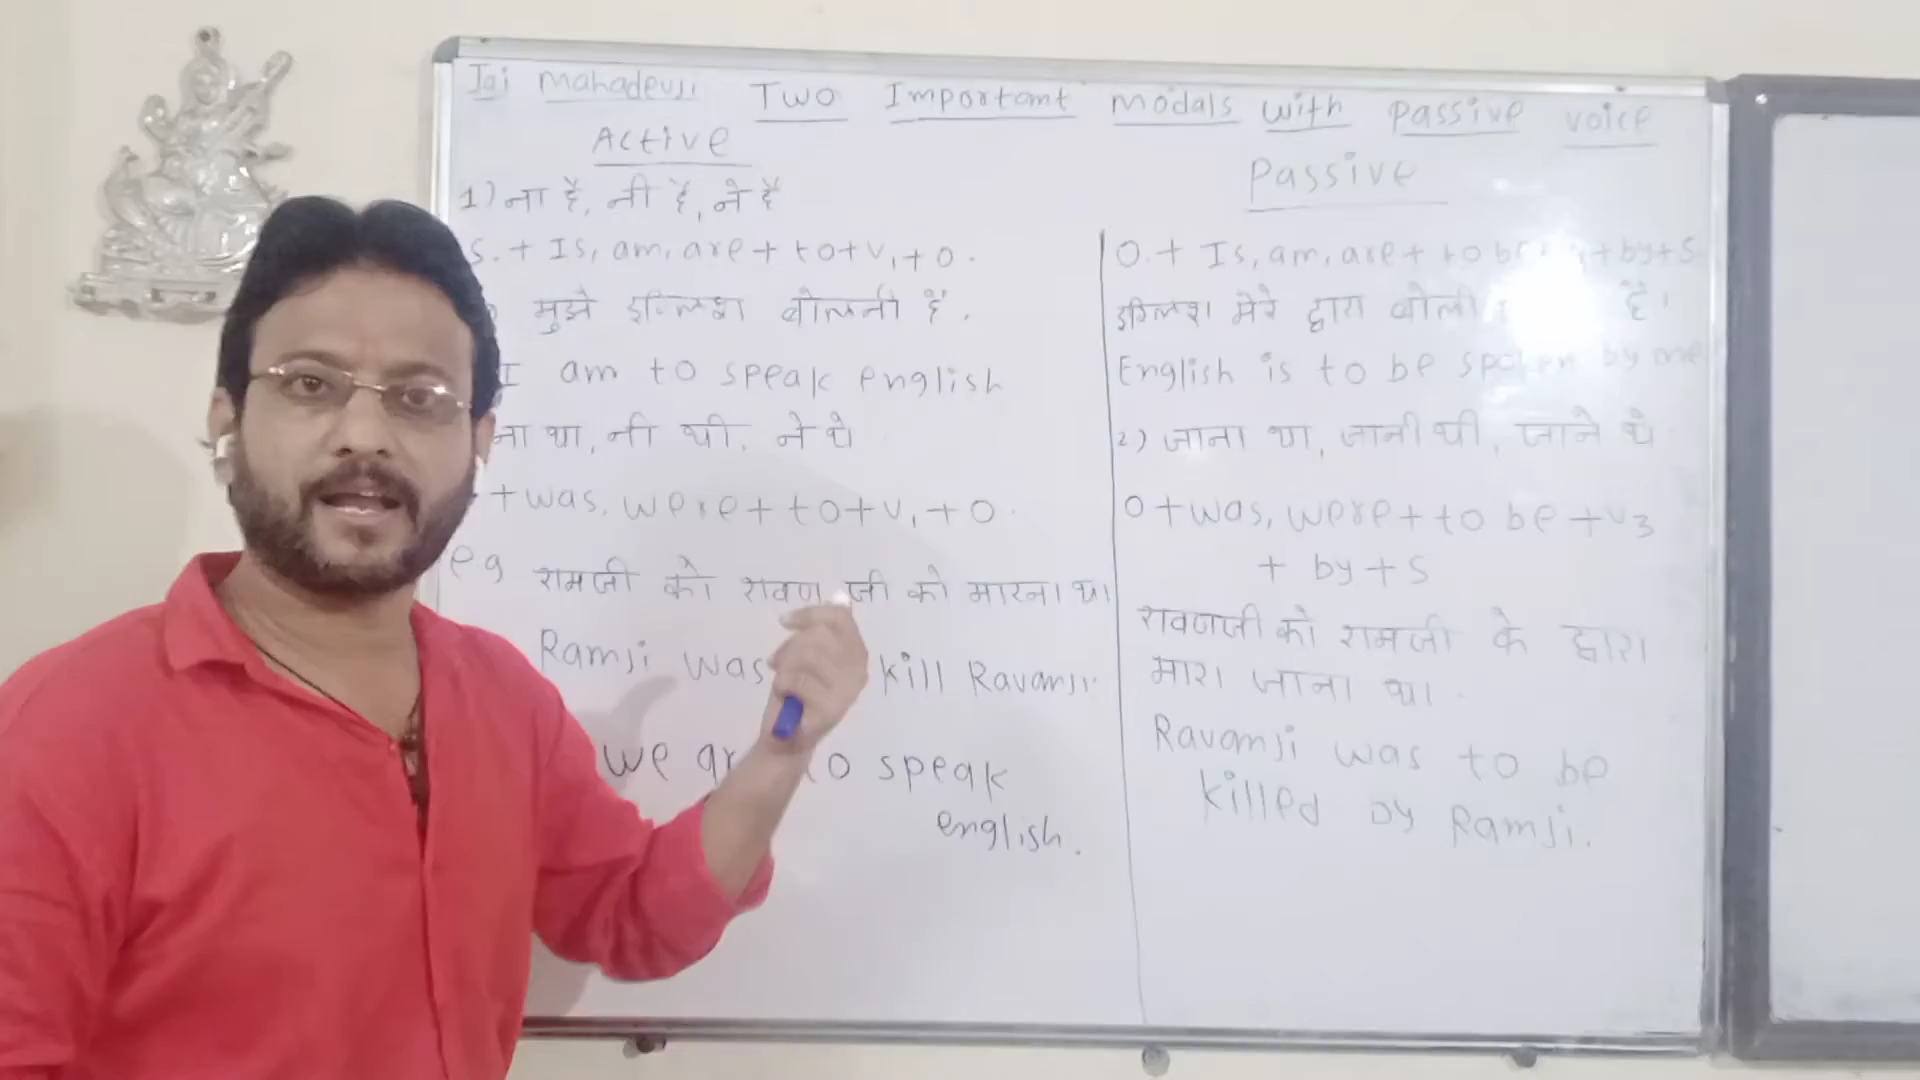 Jai Mahadevji Two Important Modals with Passive voice
Active
1) ना है, नी है, ने है
S. + Is, am, are + to + V1 + O.
मुझे इंग्लिश बोलनी है.
I am to speak english
ना था, नी थी, ने थे
+ was, were + to + V1 + O.
eg रामजी को रावण जी को मारना था।
Ramji was kill Ravanji.
we to speak
english.
Passive
O. + Is, am, are + to be + by + S
इंग्लिश मेरे द्वारा बोली है।
English is to be spoken by me
2) जाना था, जानी थी, जाने थे
O + was, were + to be + V3
+ by + S
रावणजी को रामजी के द्वारा
मारा जाना था।
Ravanji was to be
killed by Ramji.